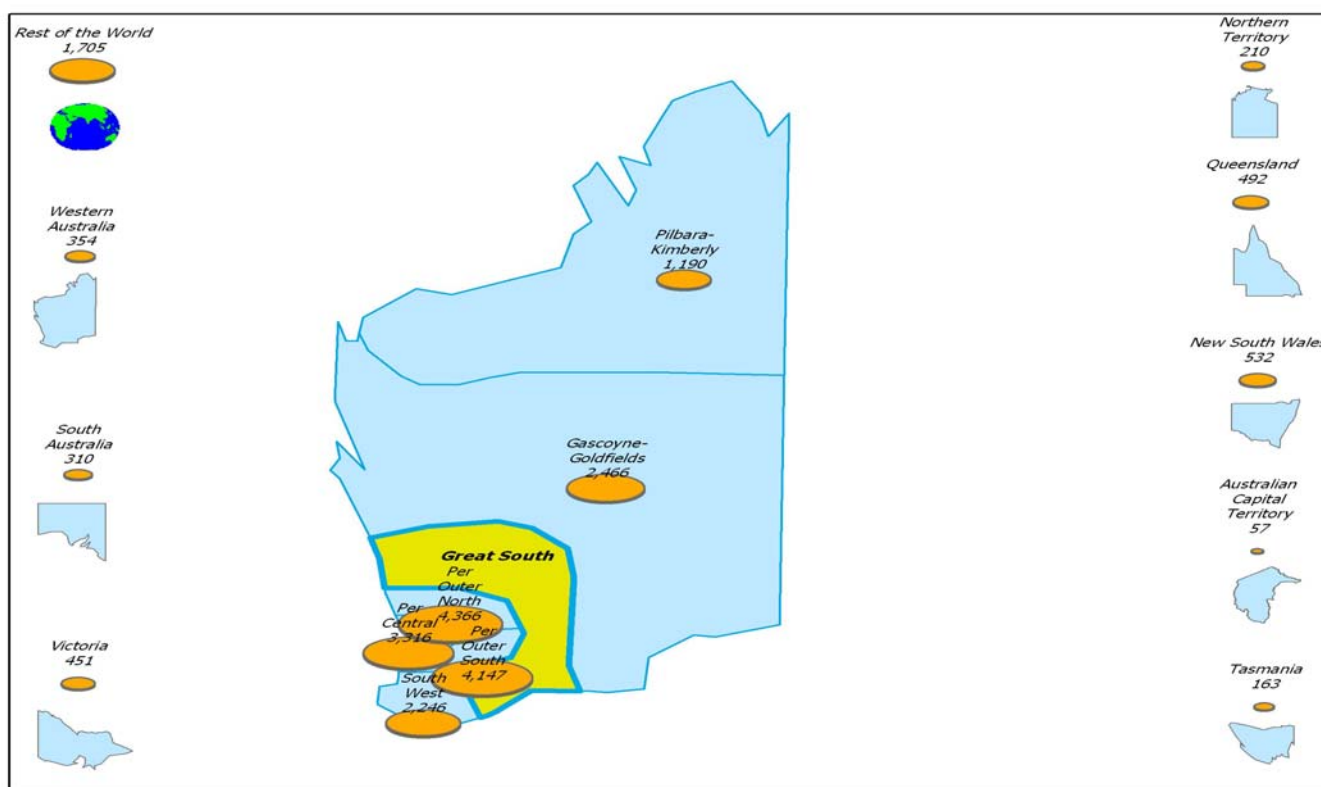 Rest of the World
1,705
Western
Australia
354
South
Australia
310
Victoria
451
Pilbara-
Kimberly
1,190
Gascoyne-
Goldfields
2,466
Great South
Per
Outer
North
4,366
Per
Central
3,316
Per
Outer
South
4,147
South
West
2,246
Northern
Territory
210
Queensland
492
New South Wales
532
Australian
Capital
Territory
57
Tasmania
163